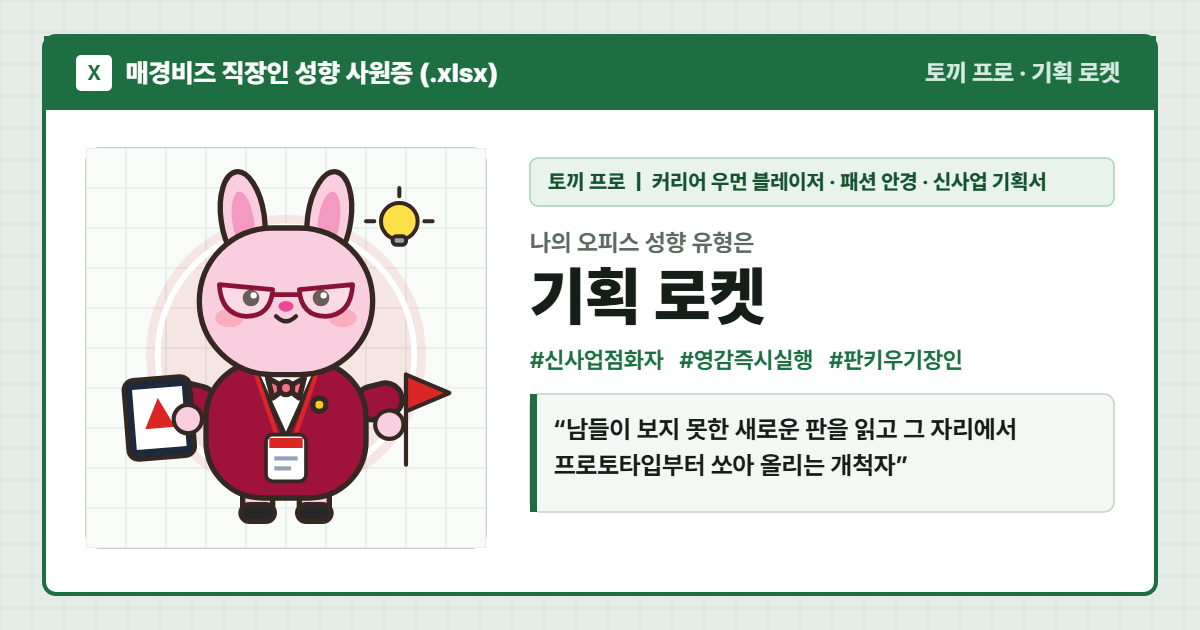 X 매경비즈 직장인 성향 사원증 (.xlsx)
토끼 프로 · 기획 로켓
토끼 프로 | 커리어 우먼 블레이저 · 패션 안경 · 신사업 기획서
나의 오피스 성향 유형은
기획 로켓
#신사업점화자 #영감즉시실행 #판키우기장인
“남들이 보지 못한 새로운 판을 읽고 그 자리에서
프로토타입부터 쏘아 올리는 개척자”